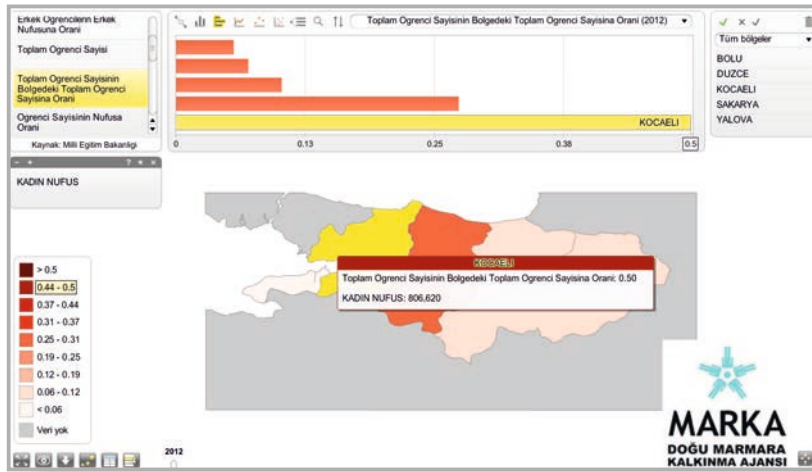 Erkek Ogrencilerin Erkek
Nufusuna Orani
Toplam Ogrenci Sayisi
Toplam Ogrenci Sayisinin
Bolgedeki Toplam Ogrenci
Sayisina Orani
Ogrenci Sayisinin Nufusa
Orani
Kaynak: Milli Egitim Bakanligi
Toplam Ogrenci Sayisinin Bolgedeki Toplam Ogrenci Sayisina Orani (2012)
KOCAELI
0 0.13 0.25 0.38 0.5
Tüm bölgeler
BOLU
DUZCE
KOCAELI
SAKARYA
YALOVA
KADIN NUFUS
KOCAELI
Toplam Ogrenci Sayisinin Bolgedeki Toplam Ogrenci Sayisina Orani: 0.50
KADIN NUFUS: 806,620
> 0.5
0.44 - 0.5
0.37 - 0.44
0.31 - 0.37
0.25 - 0.31
0.19 - 0.25
0.12 - 0.19
0.06 - 0.12
< 0.06
Veri yok
2012
MARKA
DOĞU MARMARA
KALKINMA AJANSI